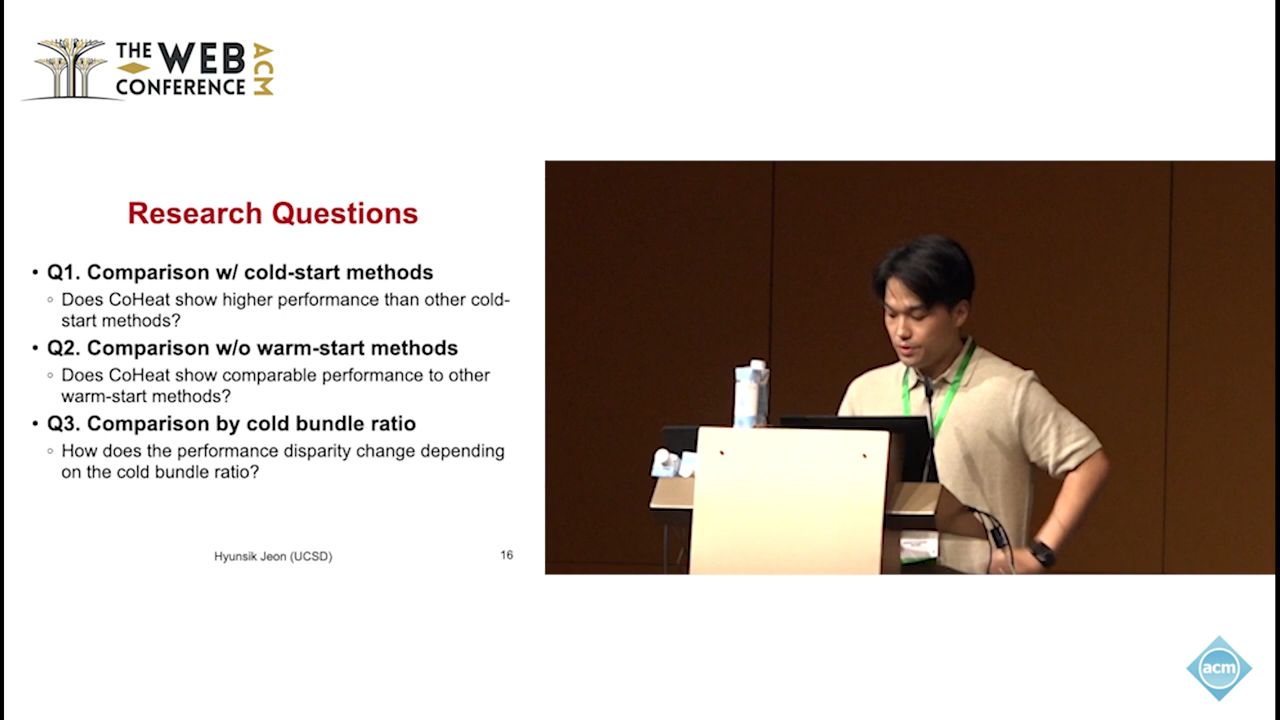 THE WEB
CONFERENCE
ACM
Research Questions
• Q1. Comparison w/ cold-start methods
◦ Does CoHeat show higher performance than other cold-
start methods?
• Q2. Comparison w/o warm-start methods
◦ Does CoHeat show comparable performance to other
warm-start methods?
• Q3. Comparison by cold bundle ratio
◦ How does the performance disparity change depending
on the cold bundle ratio?
Hyunsik Jeon (UCSD)
16
acm